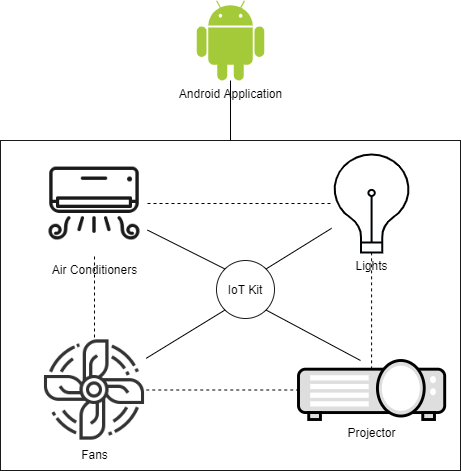 Android Application
Air Conditioners
Lights
IoT Kit
Fans
Projector